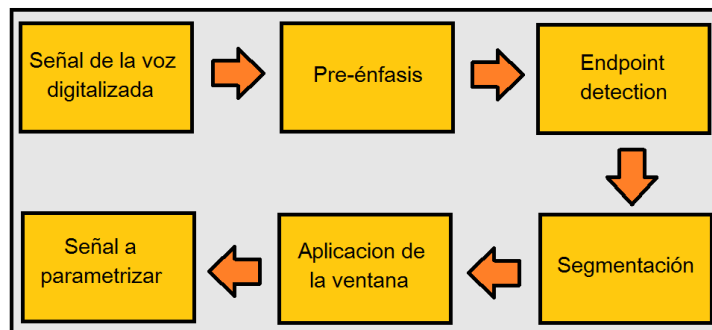 Señal de la voz
digitalizada
Pre-énfasis
Endpoint
detection
Segmentación
Aplicacion de
la ventana
Señal a
parametrizar